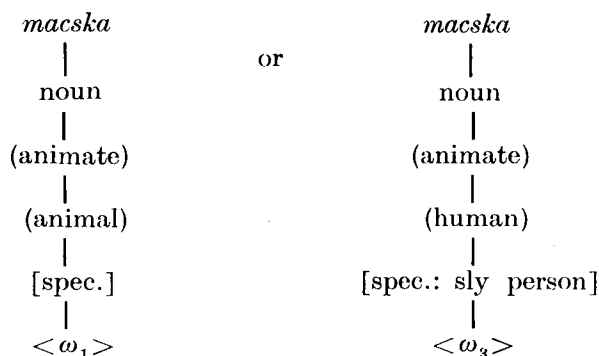 macska or macska
noun noun
(animate) (animate)
(animal) (human)
[spec.] [spec.: sly person]
<ω₁> <ω₃>